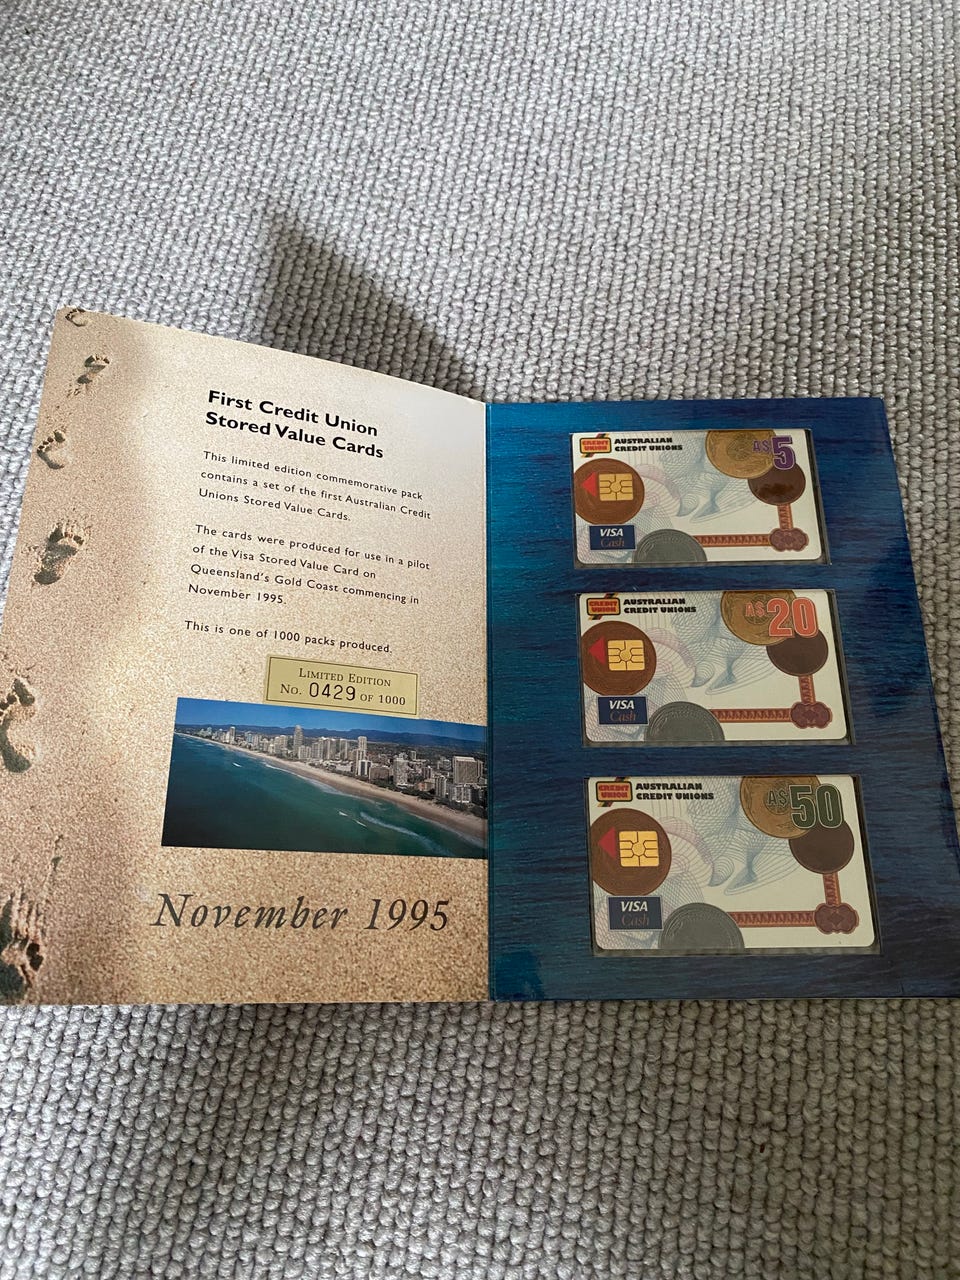 First Credit Union
Stored Value Cards
This limited edition commemorative pack
contains a set of the first Australian Credit
Unions Stored Value Cards.
The cards were produced for use in a pilot
of the Visa Stored Value Card on
Queensland's Gold Coast commencing in
November 1995.
This is one of 1000 packs produced.
LIMITED EDITION
NO. 0429 OF 1000
November 1995
CREDIT
UNION
AUSTRALIAN
CREDIT UNIONS
A$5
VISA
Cash
CREDIT
UNION
AUSTRALIAN
CREDIT UNIONS
A$20
VISA
Cash
CREDIT
UNION
AUSTRALIAN
CREDIT UNIONS
A$50
VISA
Cash